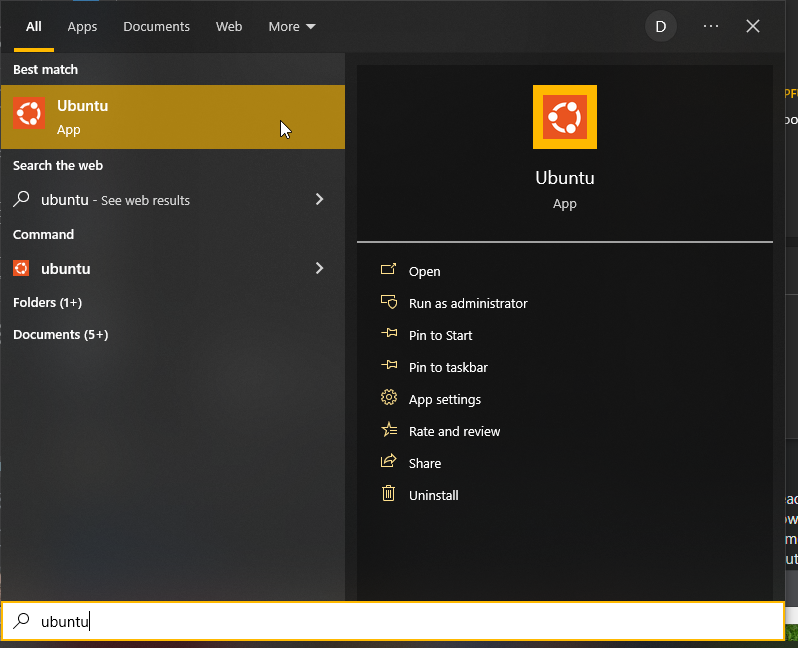 All Apps Documents Web More D ···
Best match
Ubuntu
App
Search the web
ubuntu - See web results
Command
ubuntu
Folders (1+)
Documents (5+)
Ubuntu
App
Open
Run as administrator
Pin to Start
Pin to taskbar
App settings
Rate and review
Share
Uninstall
ubuntu